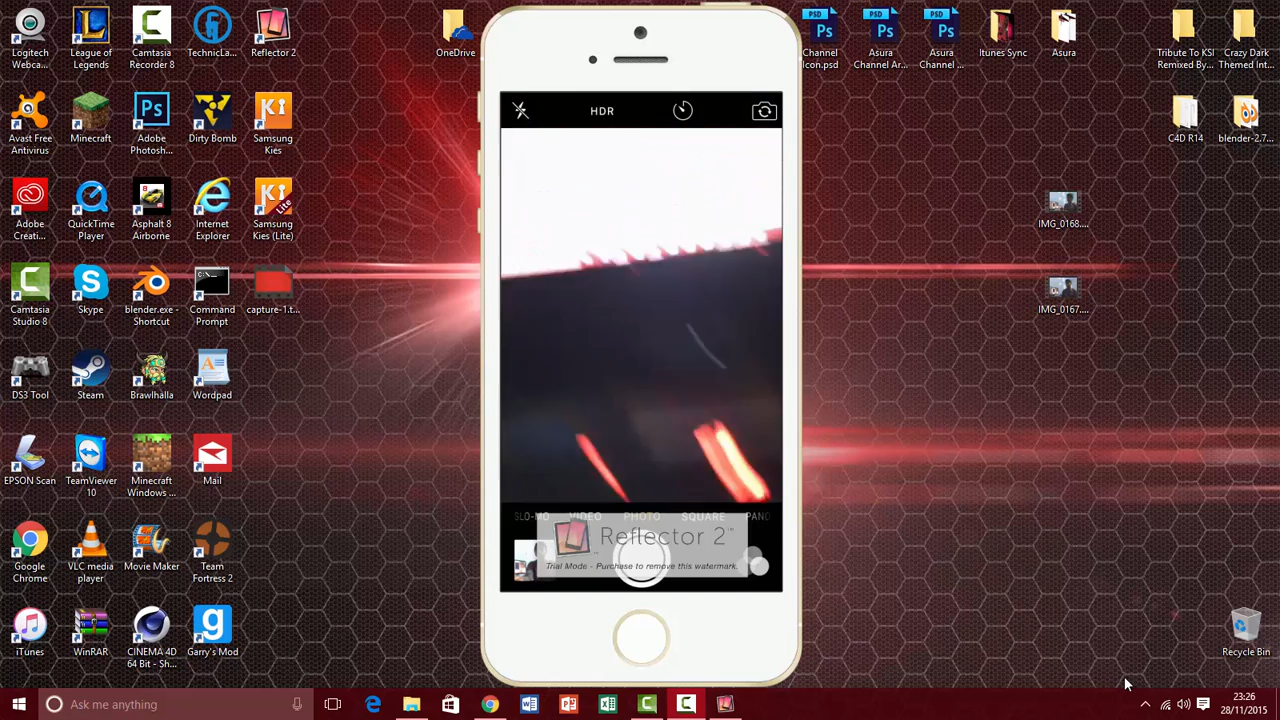 Logitech Webca...
League of Legends
Camtasia Recorder 8
TechnicLa...
Reflector 2
OneDrive
Channel Icon.psd
Asura Channel Ar...
Asura Channel ...
Itunes Sync
Asura
Tribute To KSI Remixed By...
Crazy Dark Themed Int...
HDR
Avast Free Antivirus
Minecraft
Adobe Photosh...
Dirty Bomb
Samsung Kies
C4D R14
blender-2.7...
Adobe Creati...
QuickTime Player
Asphalt 8 Airborne
Internet Explorer
Samsung Kies (Lite)
IMG_0168....
Camtasia Studio 8
Skype
blender.exe - Shortcut
Command Prompt
capture-1.t...
IMG_0167....
DS3 Tool
Steam
Brawlhalla
Wordpad
EPSON Scan
TeamViewer 10
Minecraft Windows ...
Mail
SLO-MO VIDEO PHOTO SQUARE PANO
Reflector 2™
Trial Mode - Purchase to remove this watermark.
Google Chrome
VLC media player
Movie Maker
Team Fortress 2
iTunes
WinRAR
CINEMA 4D 64 Bit - Sh...
Garry's Mod
Recycle Bin
Ask me anything
23:26
28/11/2015